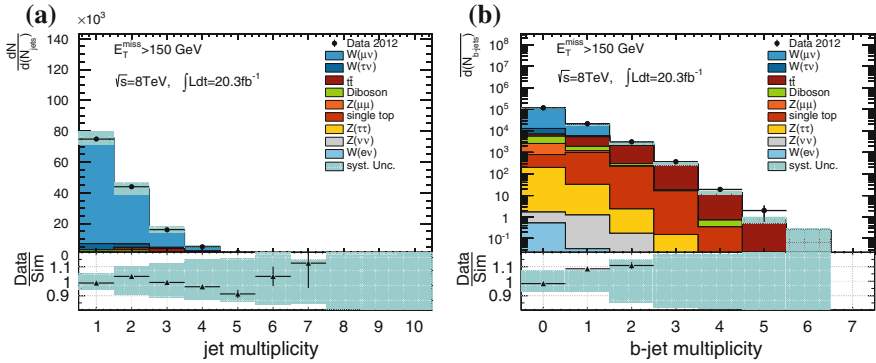 (a)
×10³
dN
d(N_jets)
140
120
100
80
60
40
20
0
E_T^miss>150 GeV
√s=8TeV, ∫Ldt=20.3fb⁻¹
Data 2012
W(μν)
W(τν)
tt̄
Diboson
Z(μμ)
single top
Z(ττ)
Z(νν)
W(eν)
syst. Unc.
Data
Sim
1.1
1
0.9
1 2 3 4 5 6 7 8 9 10
jet multiplicity
(b)
d(N_b-jets)
10⁸
10⁷
10⁶
10⁵
10⁴
10³
10²
10
1
10⁻¹
E_T^miss>150 GeV
√s=8TeV, ∫Ldt=20.3fb⁻¹
Data 2012
W(μν)
W(τν)
tt̄
Diboson
Z(μμ)
single top
Z(ττ)
Z(νν)
W(eν)
syst. Unc.
Data
Sim
1.1
1
0.9
0 1 2 3 4 5 6 7
b-jet multiplicity